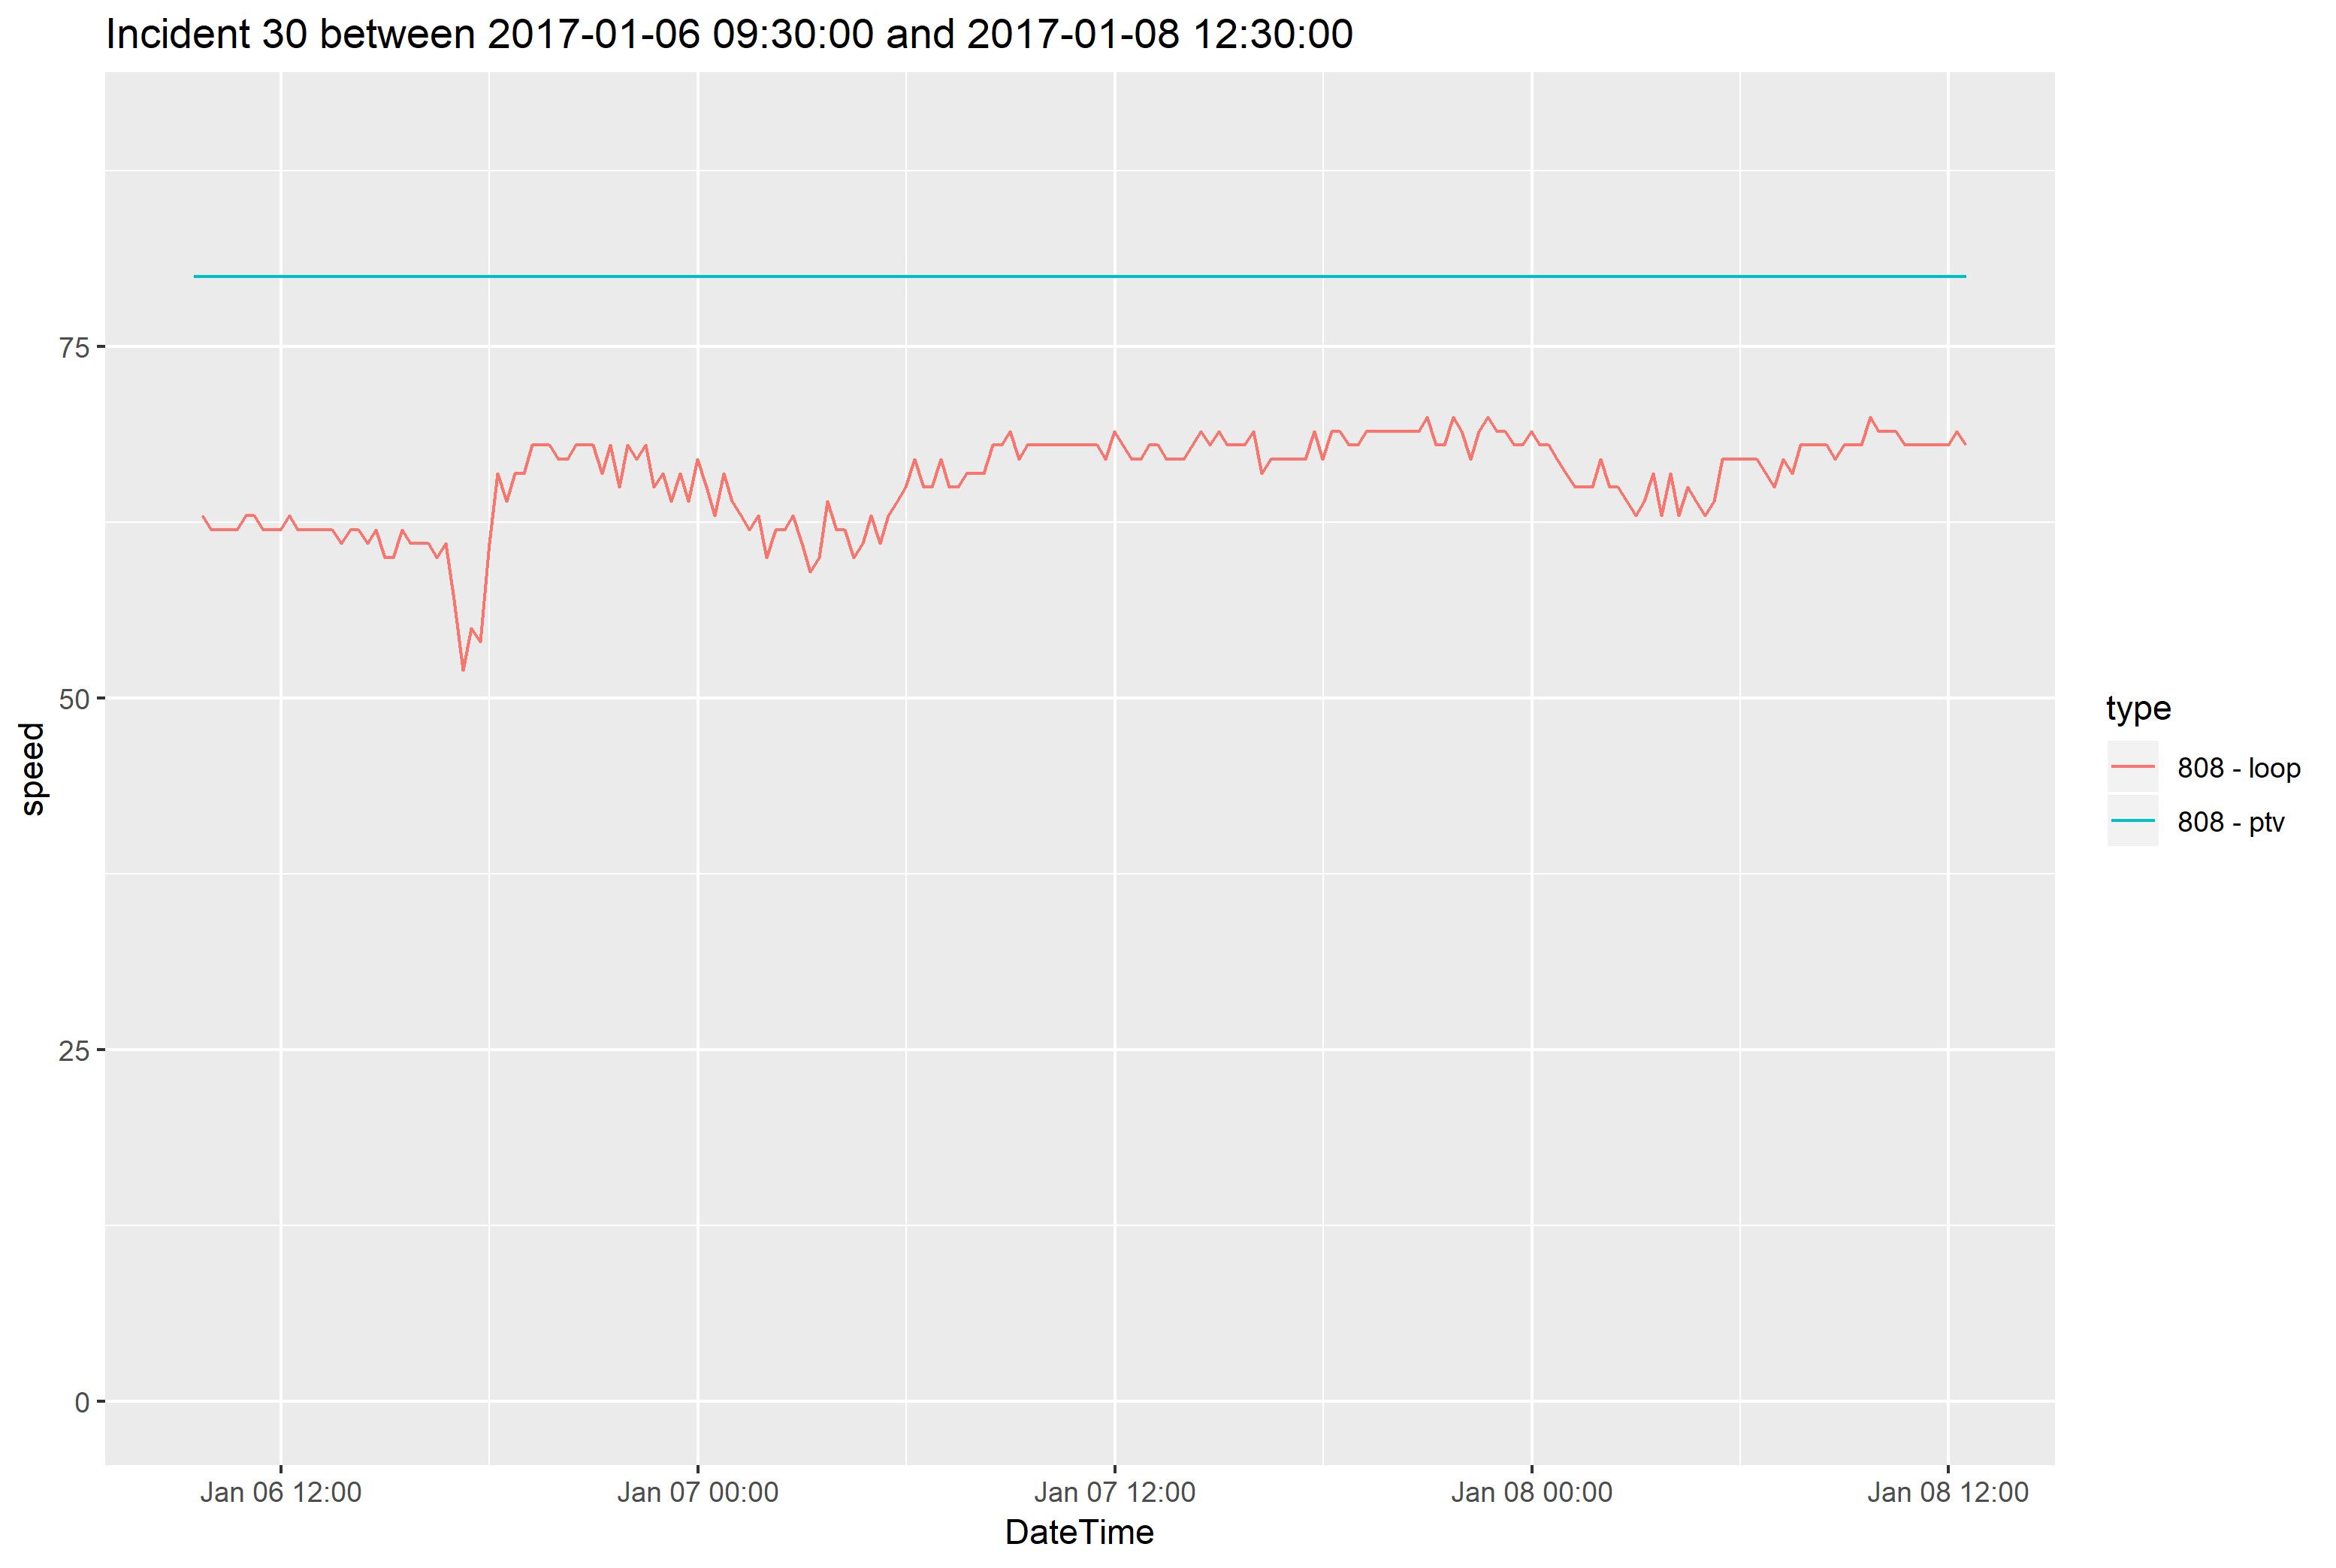 Incident 30 between 2017-01-06 09:30:00 and 2017-01-08 12:30:00
75
50
25
0
speed
Jan 06 12:00
Jan 07 00:00
Jan 07 12:00
Jan 08 00:00
Jan 08 12:00
DateTime
type
808 - loop
808 - ptv